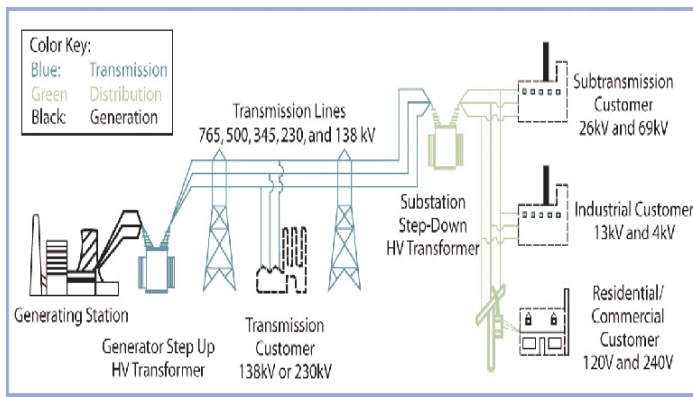 Color Key:
Blue: Transmission
Green Distribution
Black: Generation
Transmission Lines
765, 500, 345, 230, and 138 kV
Subtransmission
Customer
26kV and 69kV
Substation
Step-Down
HV Transformer
Industrial Customer
13kV and 4kV
Generating Station
Generator Step Up
HV Transformer
Transmission
Customer
138kV or 230kV
Residential/
Commercial
Customer
120V and 240V